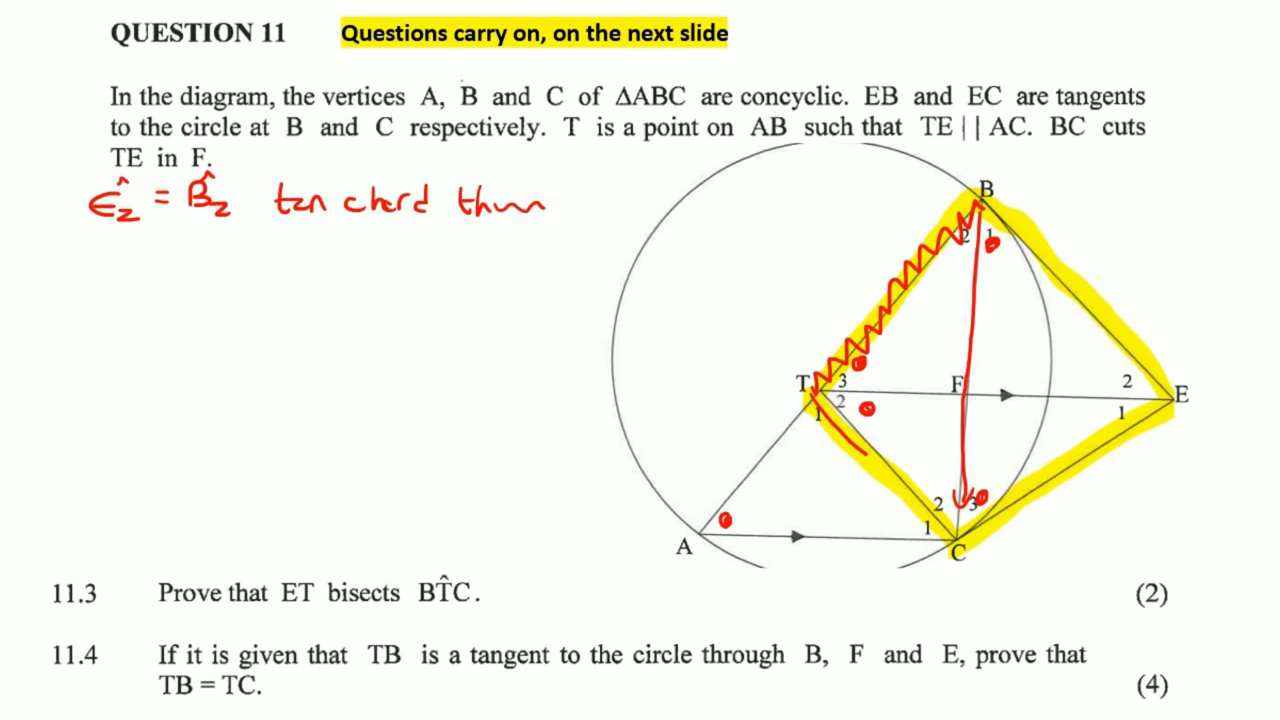 QUESTION 11 Questions carry on, on the next slide
In the diagram, the vertices A, B and C of ΔABC are concyclic. EB and EC are tangents
to the circle at B and C respectively. T is a point on AB such that TE || AC. BC cuts
TE in F.
Ê₂ = B̂₂ tan chord thm
B
2 1
T 3 F 2 E
2 1
1
2 3
1
A C
11.3 Prove that ET bisects BT̂C. (2)
11.4 If it is given that TB is a tangent to the circle through B, F and E, prove that
TB = TC. (4)